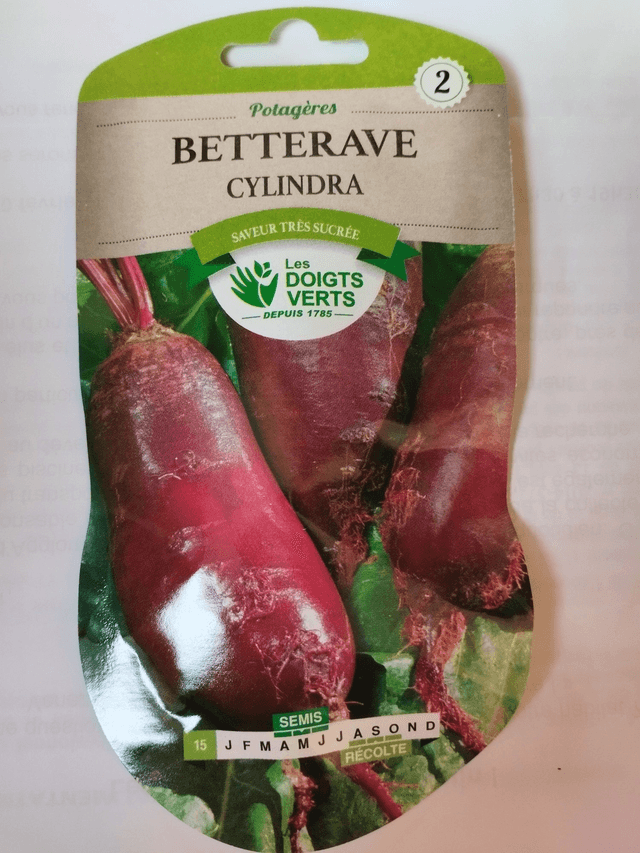 2
Potagères
BETTERAVE
CYLINDRA
SAVEUR TRÈS SUCRÉE
Les
DOIGTS
VERTS
DEPUIS 1785
SEMIS
15 J F M A M J J A S O N D
RÉCOLTE